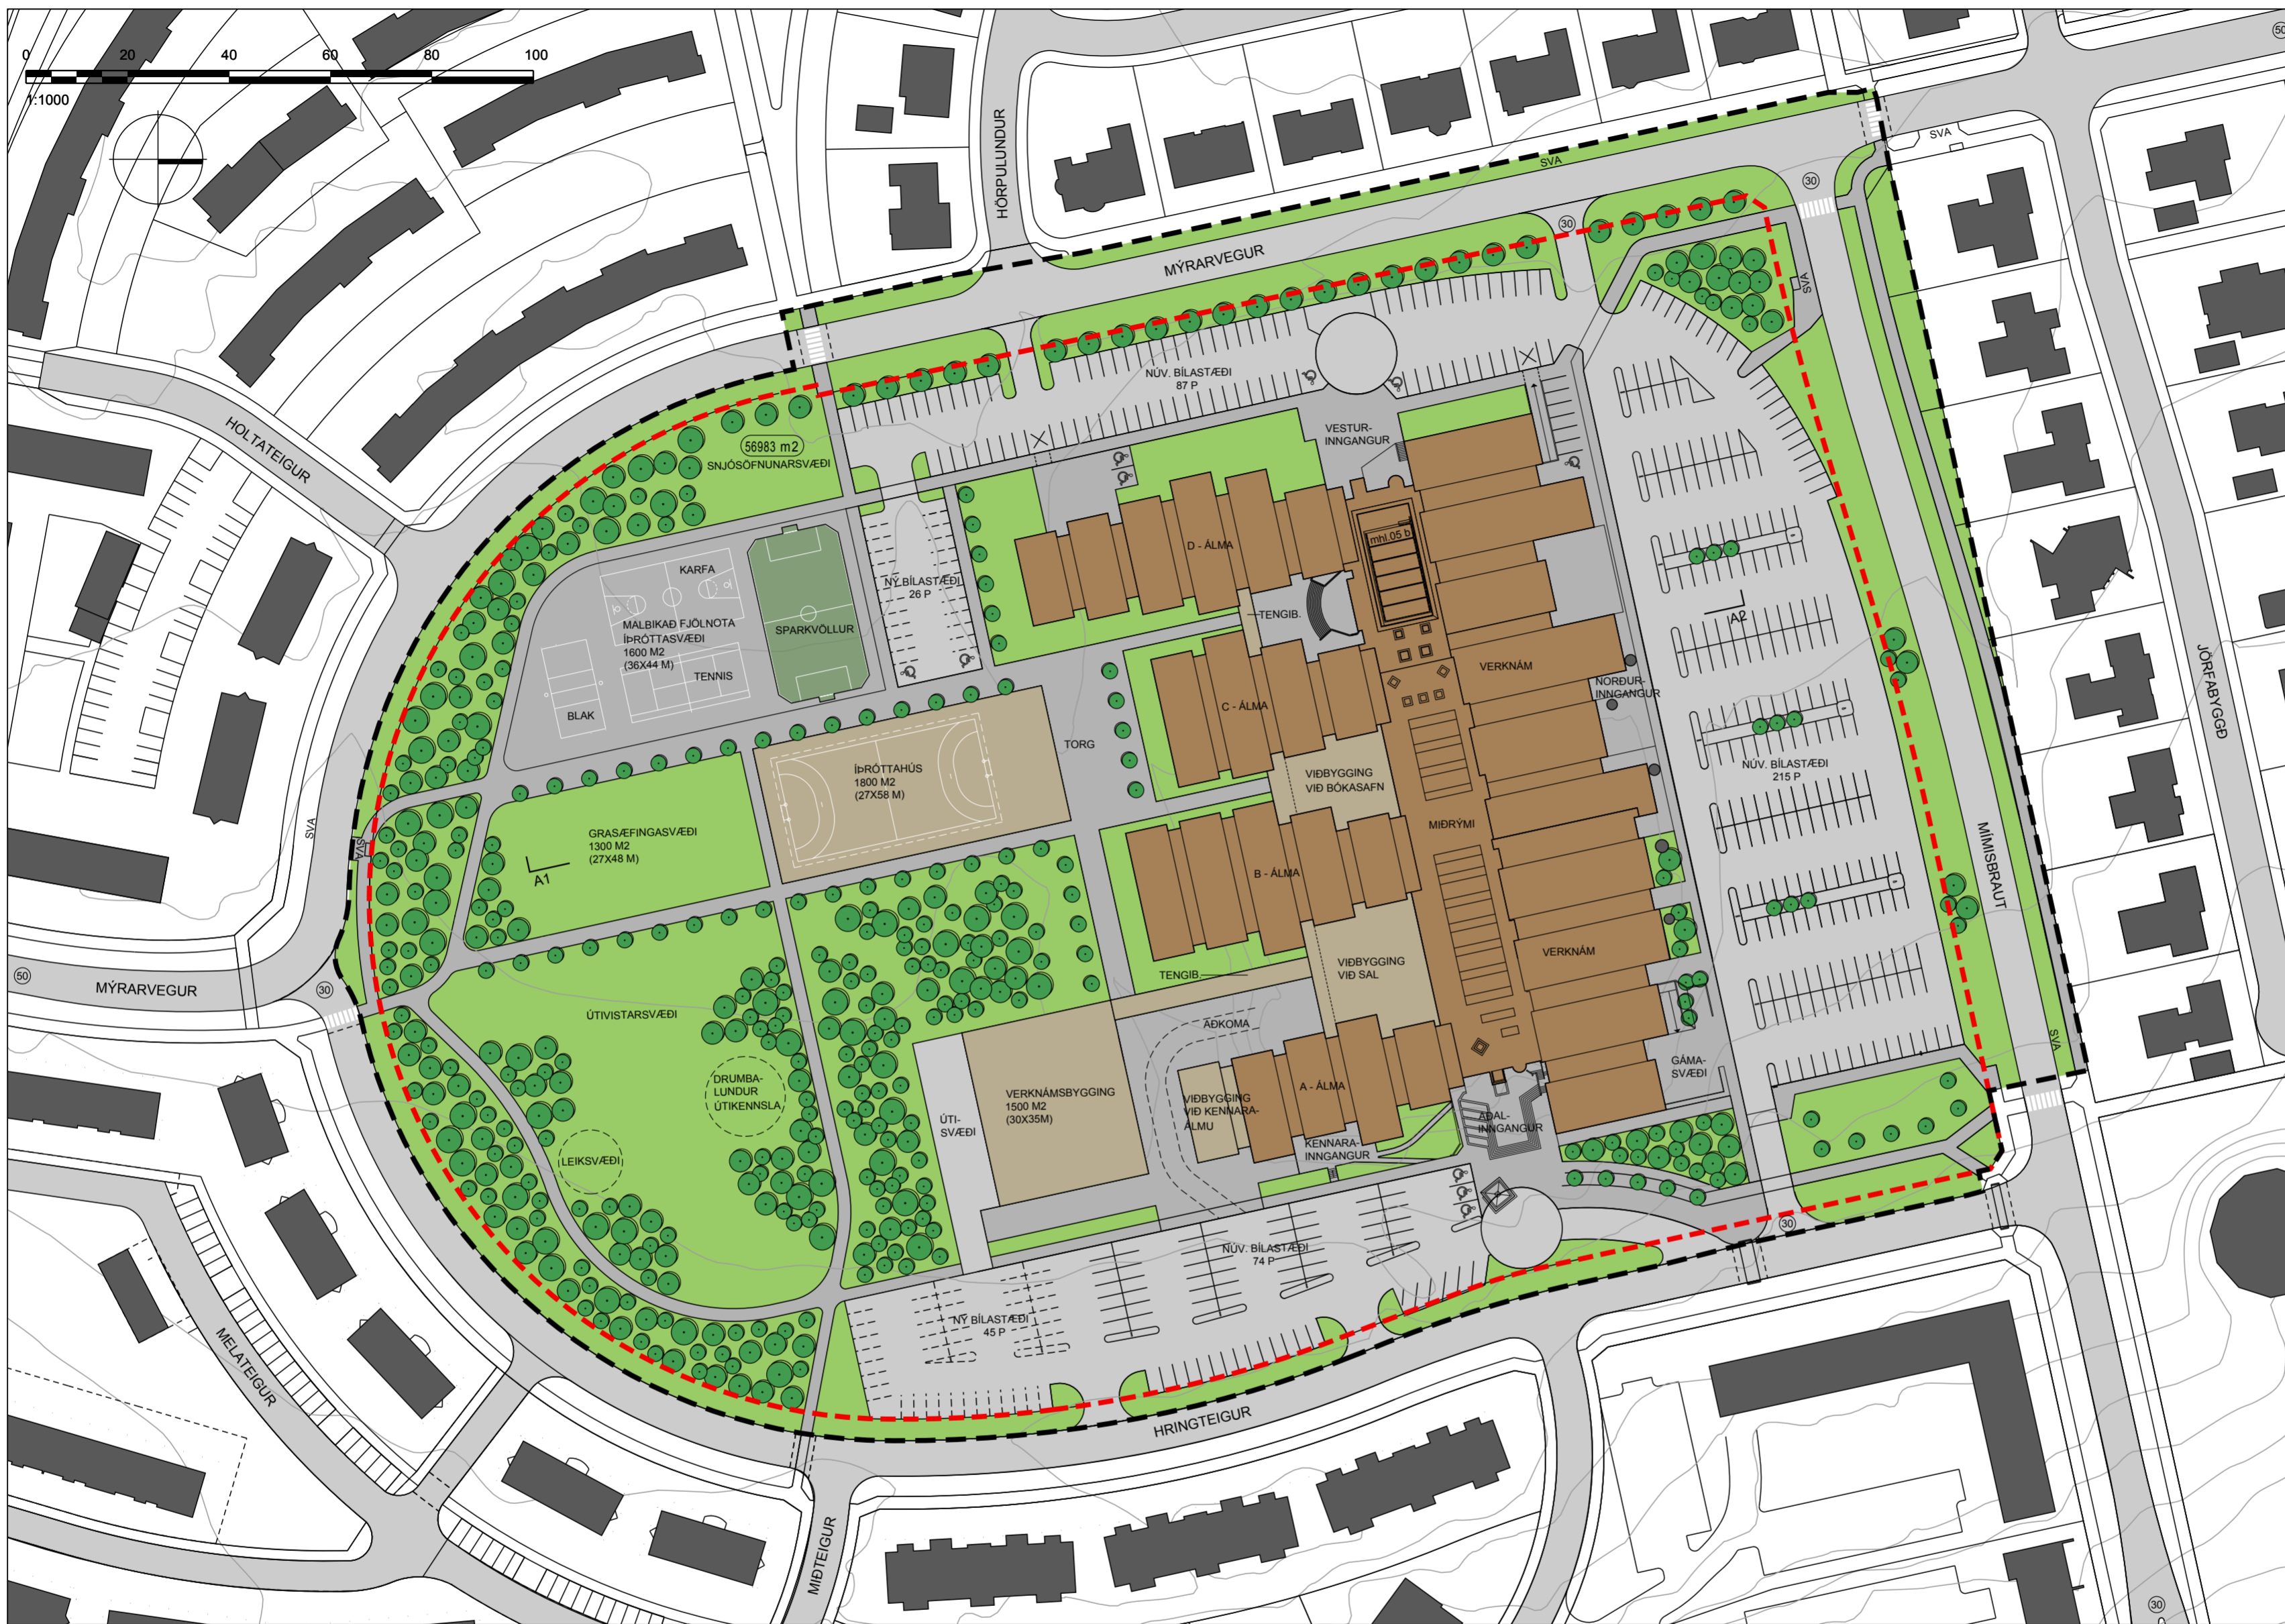 0 20 40 60 80 100
1:1000
50
HÖRPULUNDUR
SVA
SVA
30
30
MÝRARVEGUR
SVA
HOLTATEIGUR
NÚV. BÍLASTÆÐI
87 P
56983 m2
SNJÓSÖFNUNARSVÆÐI
VESTUR-
INNGANGUR
mhl.05 b
D - ÁLMA
KARFA
NÝ BÍLASTÆÐI
26 P
TENGIB.
MALBIKAÐ FJÖLNOTA
ÍÞRÓTTASVÆÐI
1600 M2
(36X44 M)
SPARKVÖLLUR
A2
TENNIS
BLAK
VERKNÁM
NORÐUR-
INNGANGUR
C - ÁLMA
JÖRFABYGGÐ
TORG
ÍÞRÓTTAHÚS
1800 M2
(27X58 M)
VIÐBYGGING
VIÐ BÓKASAFN
NÚV. BÍLASTÆÐI
215 P
MIÐRÝMI
SVA
SVA
GRASÆFINGASVÆÐI
1300 M2
(27X48 M)
A1
B - ÁLMA
MÍMISBRAUT
VERKNÁM
TENGIB.
VIÐBYGGING
VIÐ SAL
50
MÝRARVEGUR
30
ÚTIVISTARSVÆÐI
AÐKOMA
SVA
GÁMA-
SVÆÐI
DRUMBA-
LUNDUR
ÚTIKENNSLA
VERKNÁMSBYGGING
1500 M2
(30X35M)
A - ÁLMA
VIÐBYGGING
VIÐ KENNARA-
ÁLMU
ÚTI-
SVÆÐI
AÐAL-
INNGANGUR
KENNARA-
INNGANGUR
LEIKSVÆÐI
30
NÚV. BÍLASTÆÐI
74 P
NÝ BÍLASTÆÐI
45 P
MELATEIGUR
HRINGTEIGUR
MIÐTEIGUR
30